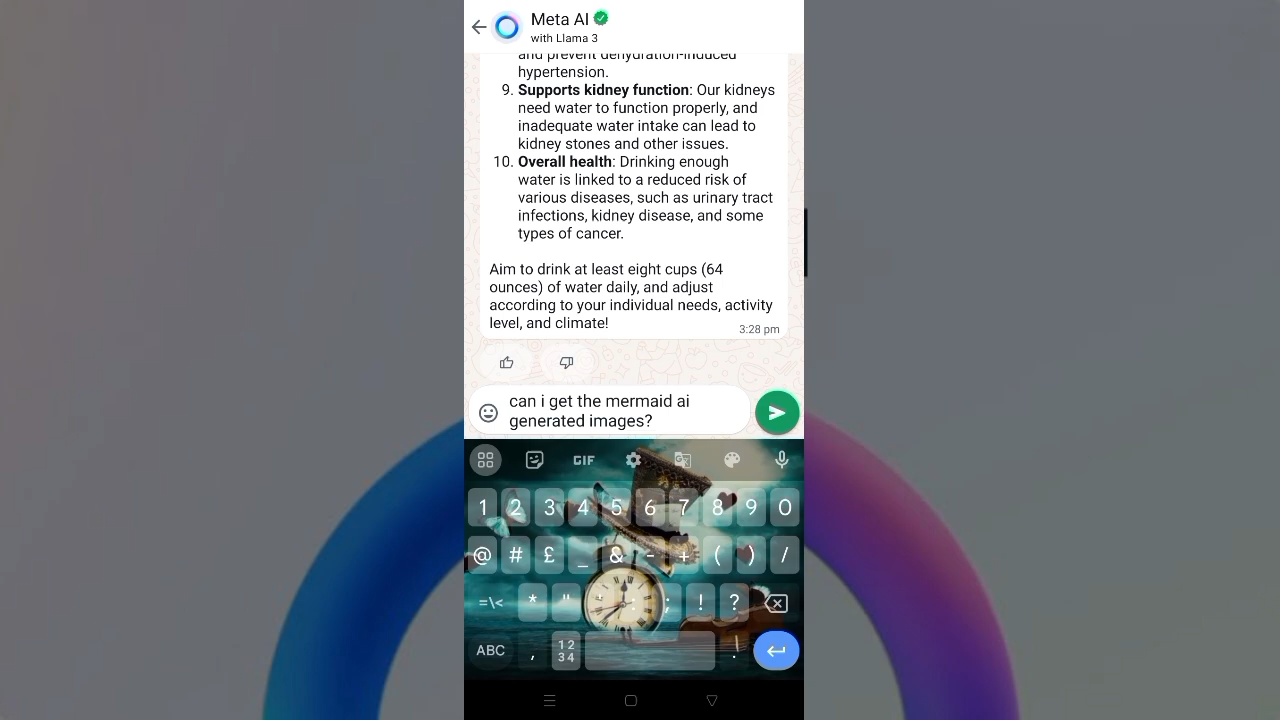 Meta AI
with Llama 3
and prevent dehydration-induced
hypertension.
9. Supports kidney function: Our kidneys
need water to function properly, and
inadequate water intake can lead to
kidney stones and other issues.
10. Overall health: Drinking enough
water is linked to a reduced risk of
various diseases, such as urinary tract
infections, kidney disease, and some
types of cancer.
Aim to drink at least eight cups (64
ounces) of water daily, and adjust
according to your individual needs, activity
level, and climate!
3:28 pm
can i get the mermaid ai
generated images?
GIF
1 2 3 4 5 6 7 8 9 0
@ # £ _ & - + ( ) /
=\< * " ' : ; ! ?
ABC , 12 34 .